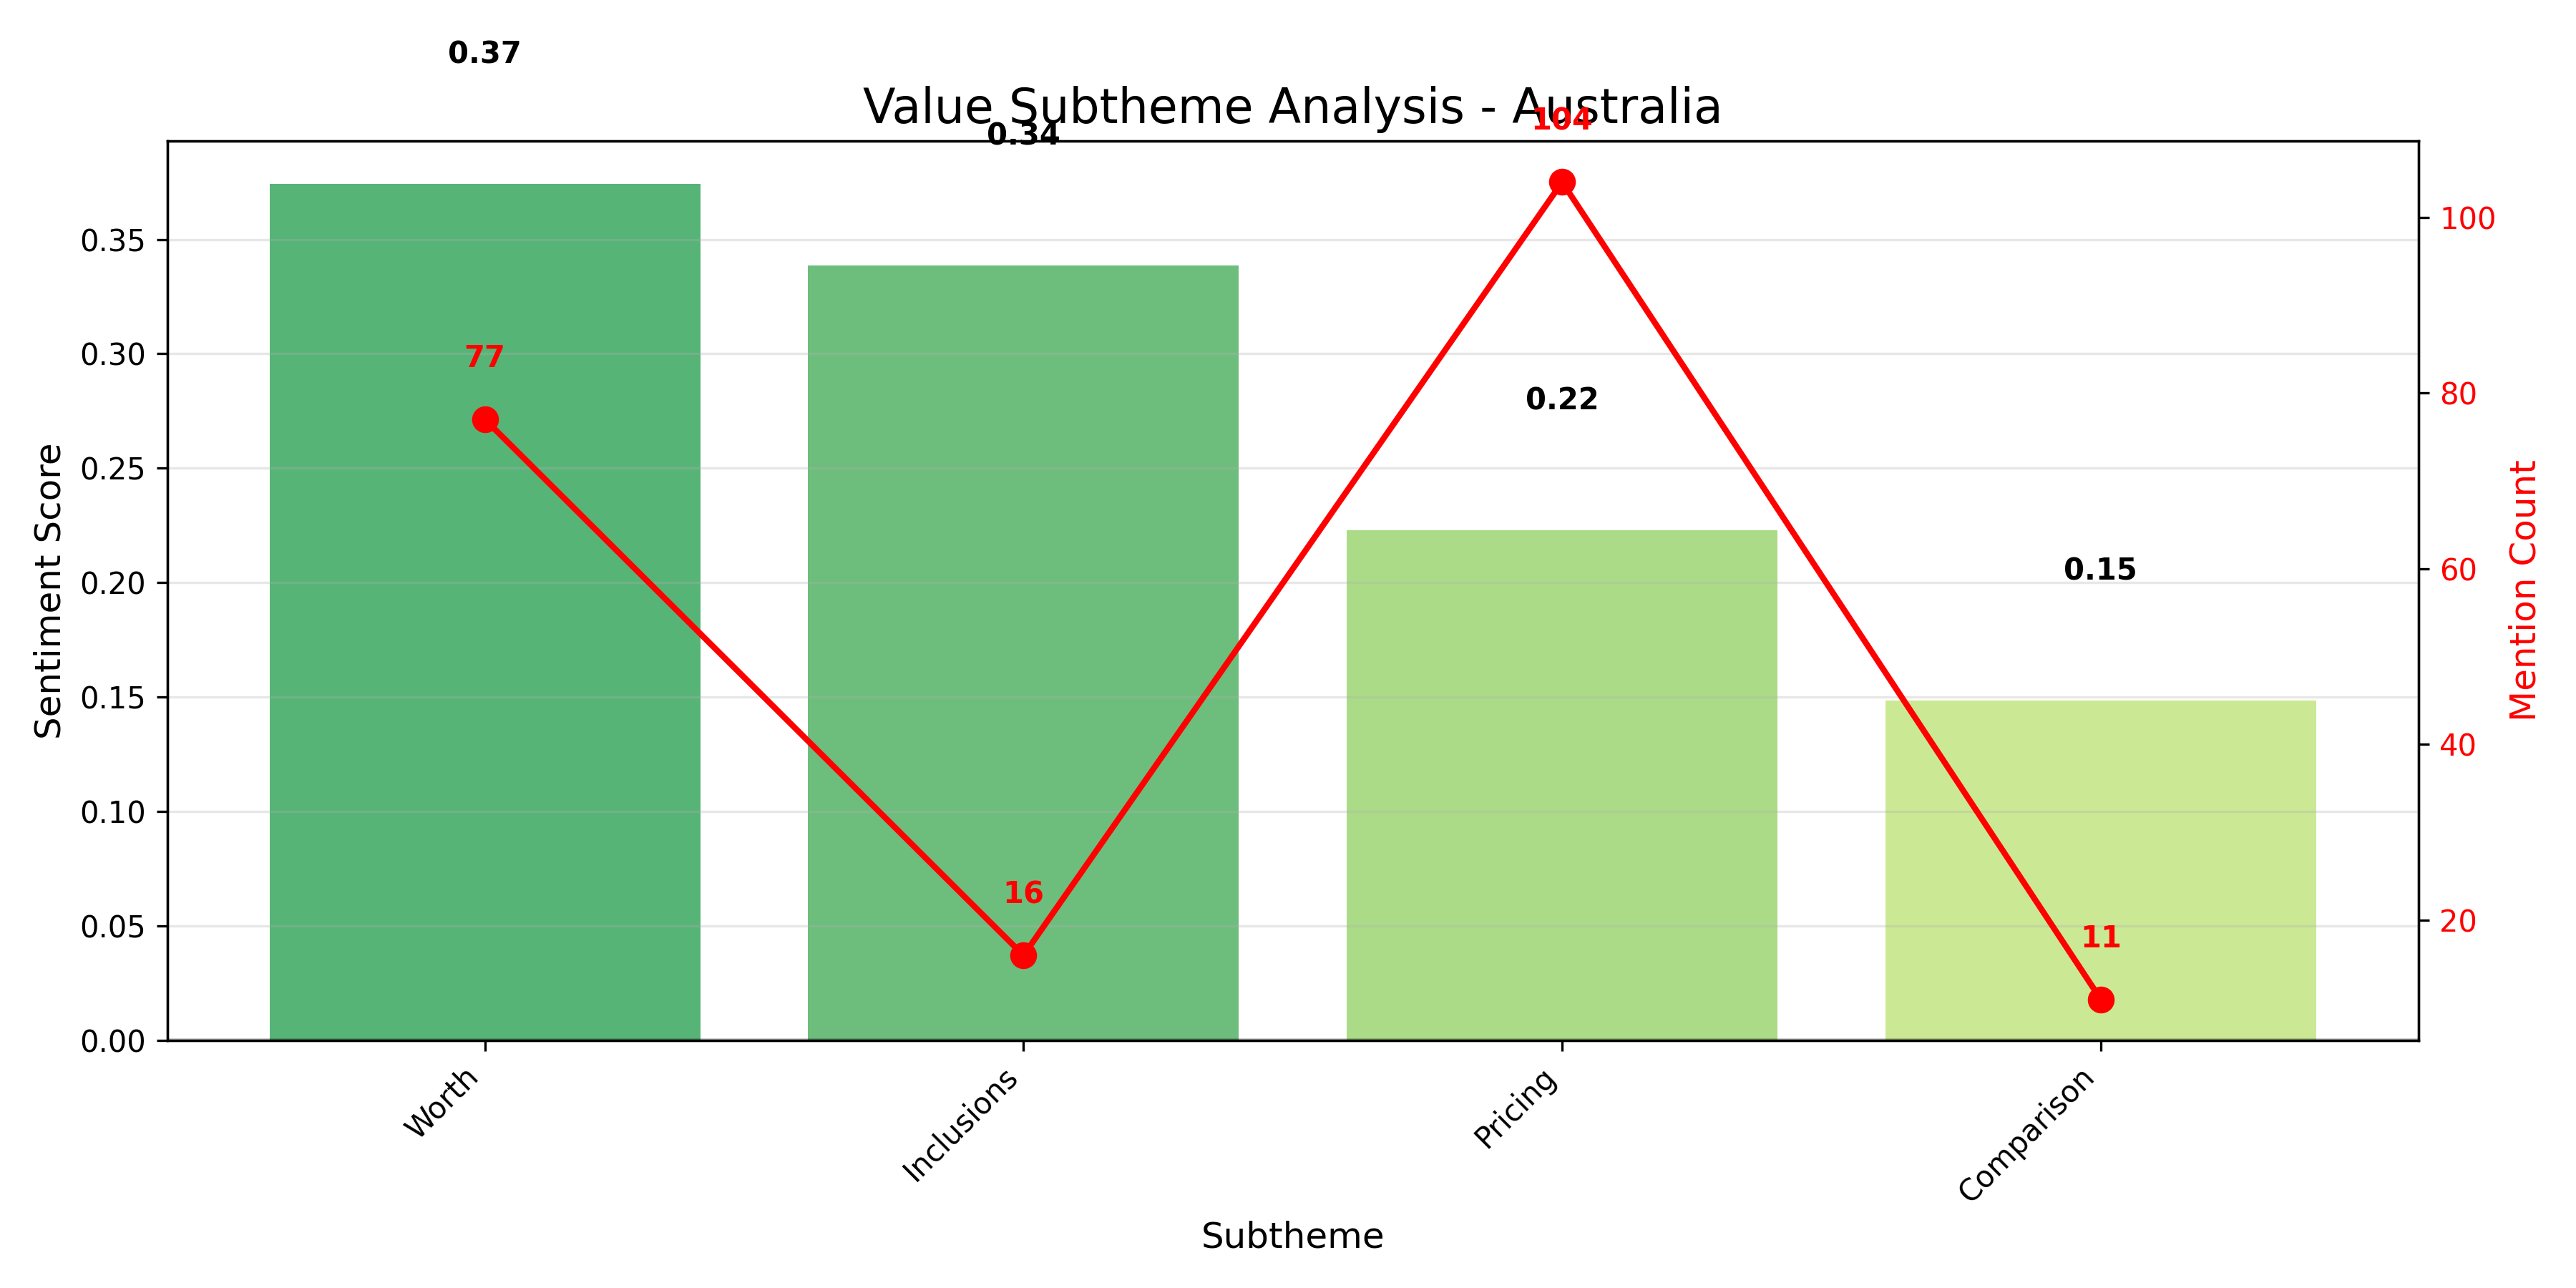 0.37
Value Subtheme Analysis - Australia
0.34
104
0.35
0.30
0.25
0.20
0.15
0.10
0.05
0.00
Sentiment Score
77
16
0.22
0.15
11
100
80
60
40
20
Mention Count
Worth
Inclusions
Pricing
Comparison
Subtheme